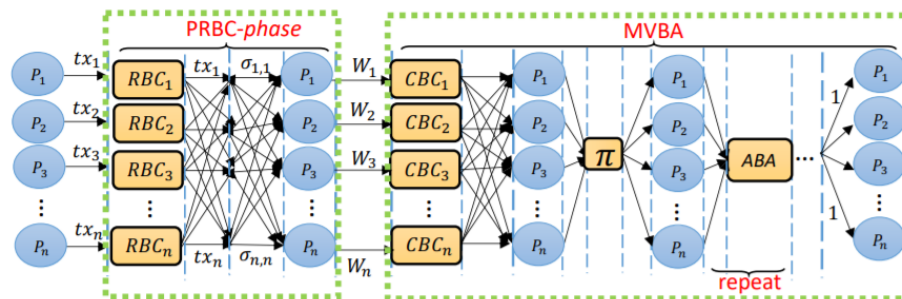 PRBC-phase
MVBA
tx₁ tx₁ σ₁,₁ W₁ 1
P₁ RBC₁ P₁ CBC₁ P₁ P₁ P₁
tx₂ W₂
P₂ RBC₂ P₂ CBC₂ P₂ P₂ P₂
tx₃ W₃ π ABA ...
P₃ RBC₃ P₃ CBC₃ P₃ P₃ P₃
⋮ ⋮ ⋮ ⋮ ⋮ ⋮ ⋮
txₙ txₙ σₙ,ₙ Wₙ 1
Pₙ RBCₙ Pₙ CBCₙ Pₙ Pₙ Pₙ
repeat